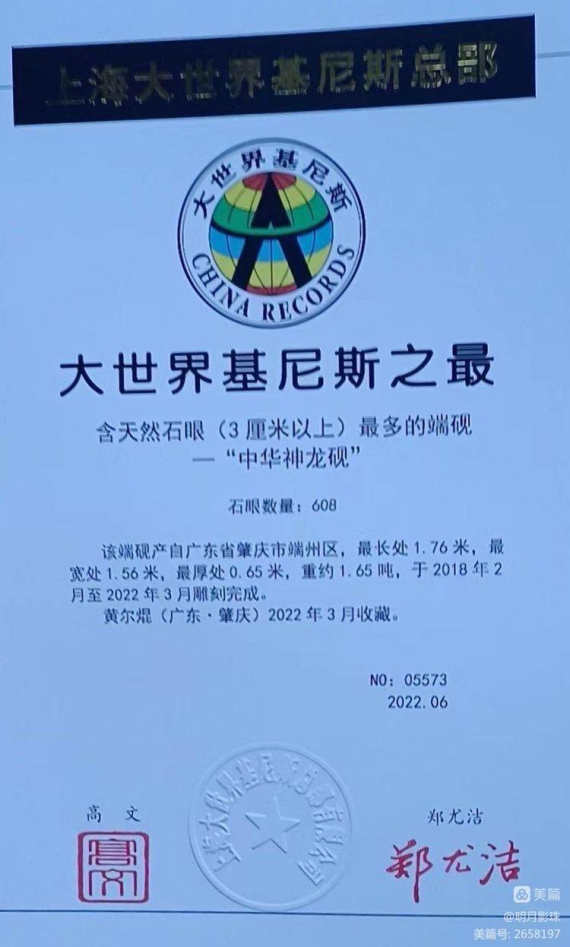 上海大世界基尼斯总部
大世界基尼斯
CHINA RECORDS
大世界基尼斯之最
含天然石眼（3厘米以上）最多的端砚
—“中华神龙砚”
石眼数量：608
该端砚产自广东省肇庆市端州区，最长处1.76米，最
宽处1.56米，最厚处0.65米，重约1.65吨，于2018年2
月至2022年3月雕刻完成。
黄尔焜（广东·肇庆）2022年3月收藏。
NO：05573
2022.06
高 文
郑尤洁
高文
郑尤洁
美篇
@明月影珠
美篇号：2658197